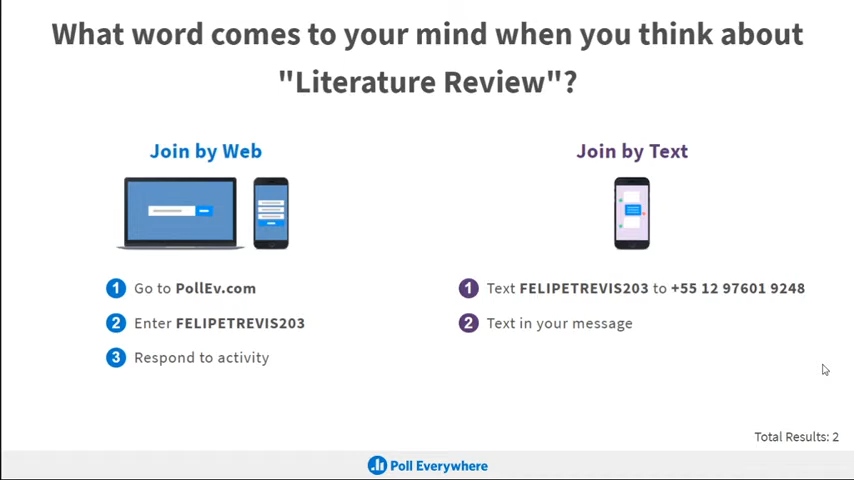 What word comes to your mind when you think about
"Literature Review"?
Join by Web
1 Go to PollEv.com
2 Enter FELIPETREVIS203
3 Respond to activity
Join by Text
1 Text FELIPETREVIS203 to +55 12 97601 9248
2 Text in your message
Total Results: 2
Poll Everywhere